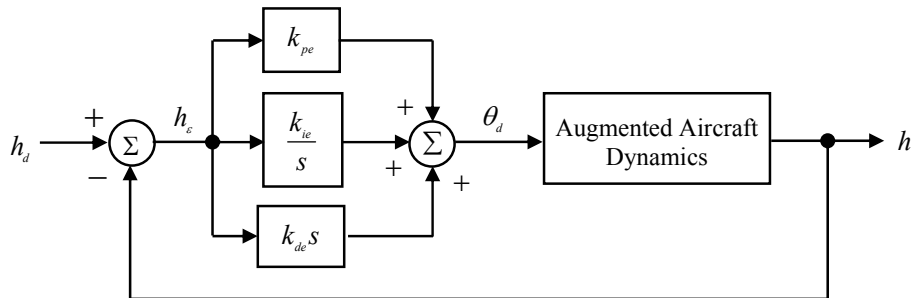 k_pe
+
+
h_d
−
Σ
h_ε
k_ie
s
+
+
+
Σ
θ_d
Augmented Aircraft
Dynamics
h
k_de s